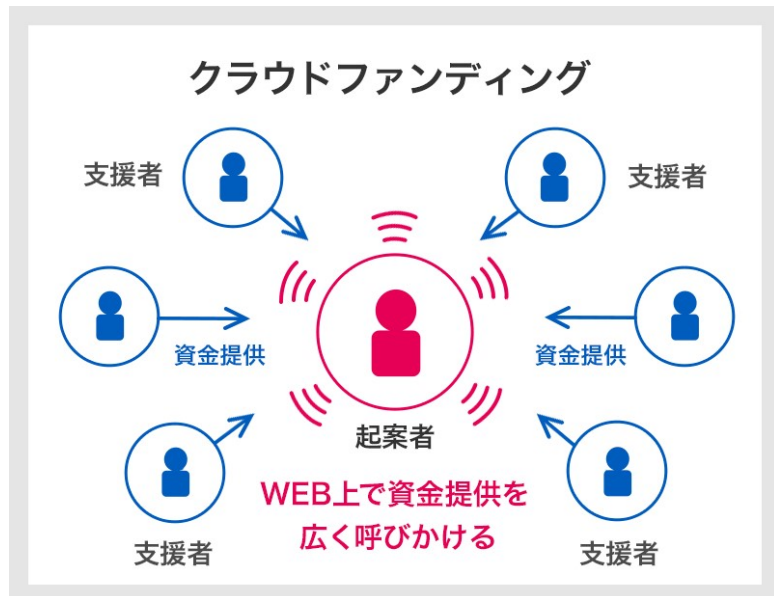 クラウドファンディング
支援者
支援者
資金提供
資金提供
起案者
WEB上で資金提供を
広く呼びかける
支援者
支援者